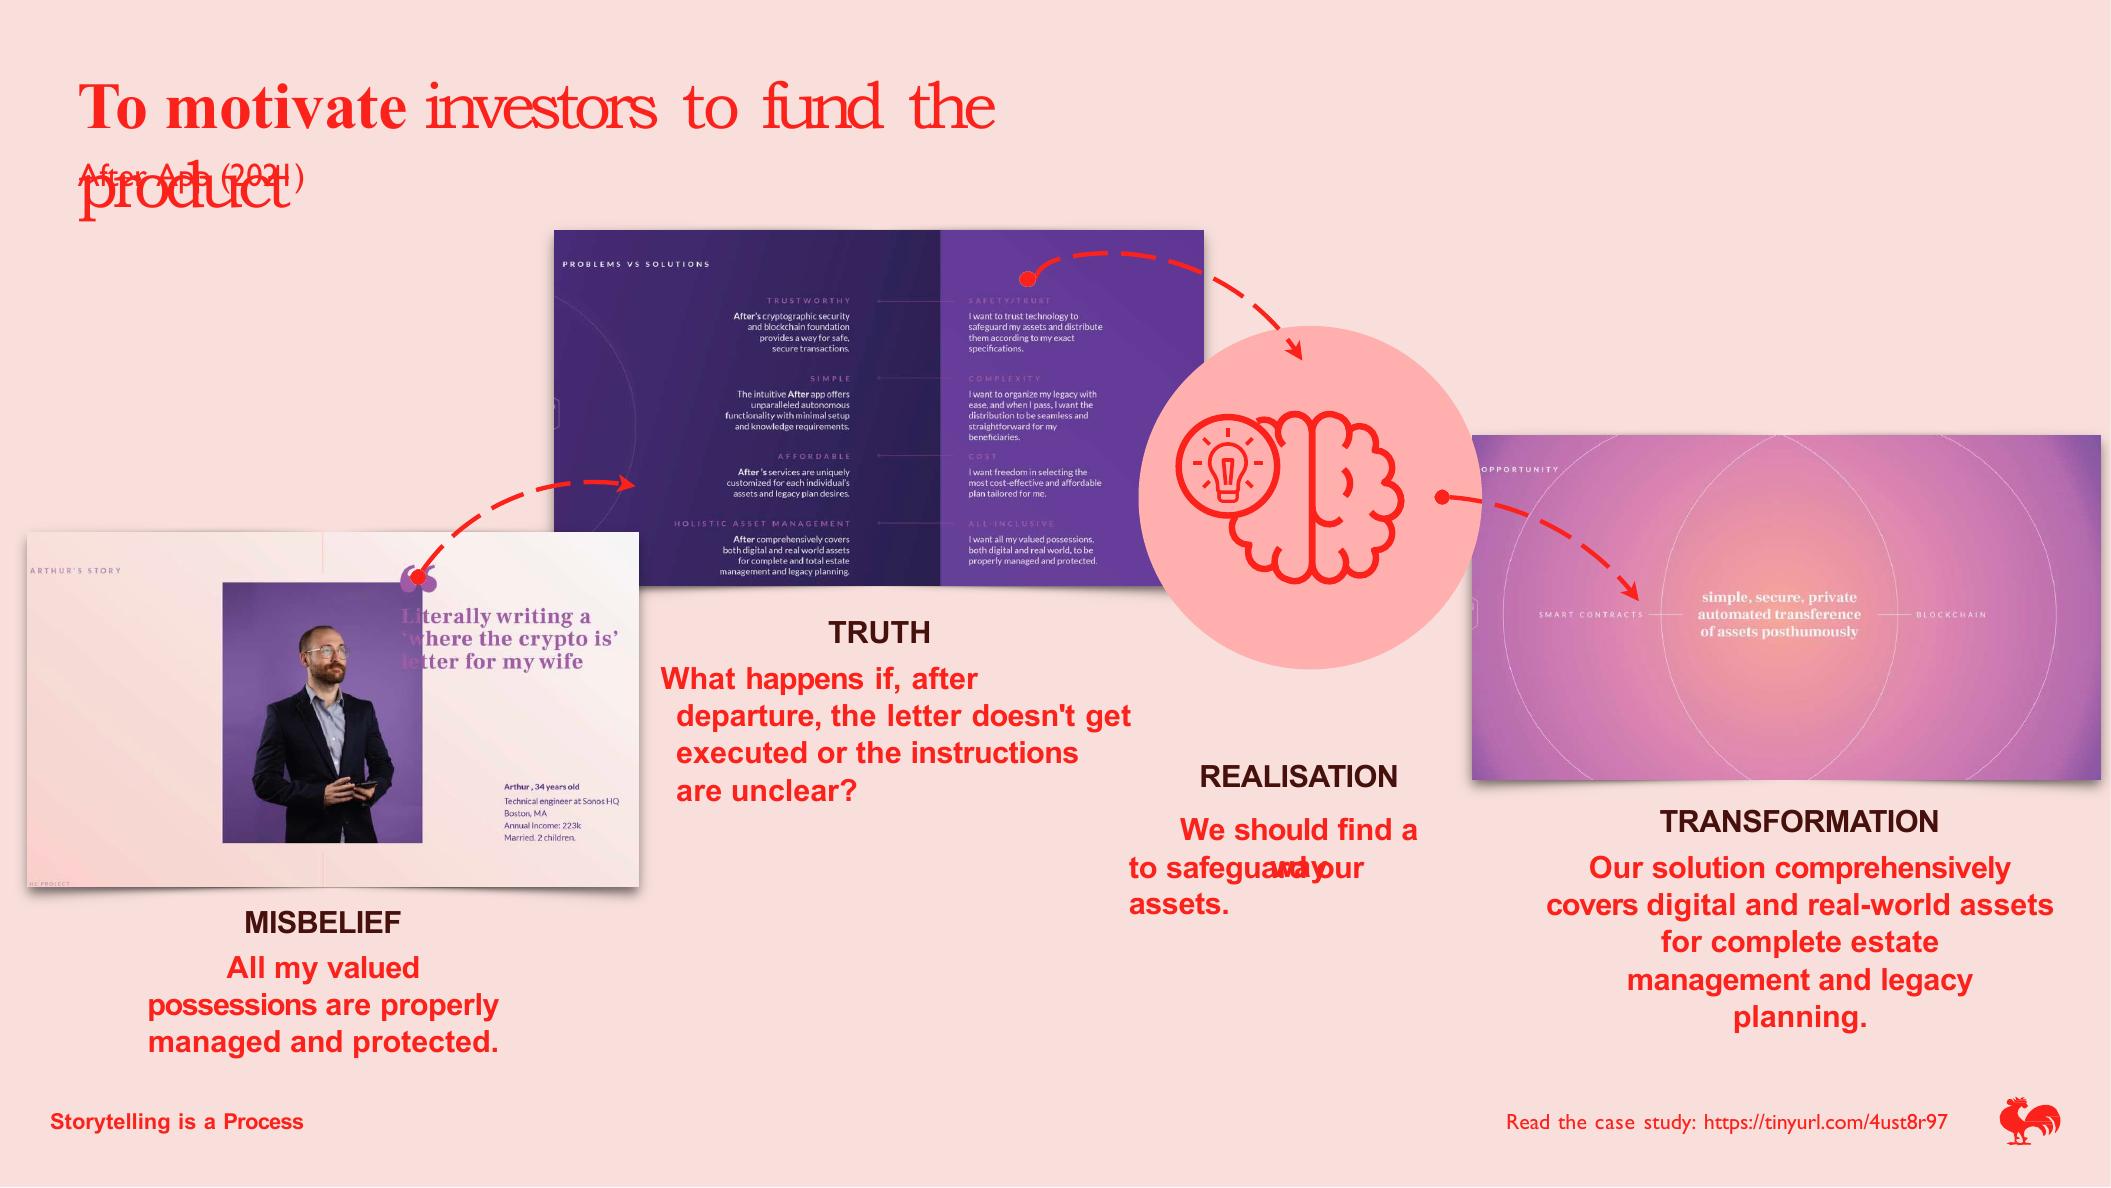 To motivate investors to fund the
product
After App (2021)
PROBLEMS VS SOLUTIONS
TRUSTWORTHY
After's cryptographic security
and blockchain foundation
provides a way for safe,
secure transactions.
SAFETY/TRUST
I want to trust technology to
safeguard my assets and distribute
them according to my exact
specifications.
SIMPLE
The intuitive After app offers
unparalleled autonomous
functionality with minimal setup
and knowledge requirements.
COMPLEXITY
I want to organize my legacy with
ease, and when I pass, I want the
distribution to be seamless and
straightforward for my
beneficiaries.
AFFORDABLE
After 's services are uniquely
customized for each individual's
assets and legacy plan desires.
COST
I want freedom in selecting the
most cost-effective and affordable
plan tailored for me.
HOLISTIC ASSET MANAGEMENT
After comprehensively covers
both digital and real world assets
for complete and total estate
management and legacy planning.
ALL-INCLUSIVE
I want all my valued possessions,
both digital and real world, to be
properly managed and protected.
ARTHUR'S STORY
Literally writing a
'where the crypto is'
letter for my wife
Arthur , 34 years old
Technical engineer at Sonos HQ
Boston, MA
Annual Income: 223k
Married. 2 children.
HE PROJECT
OPPORTUNITY
SMART CONTRACTS
simple, secure, private
automated transference
of assets posthumously
BLOCKCHAIN
MISBELIEF
All my valued
possessions are properly
managed and protected.
TRUTH
What happens if, after
departure, the letter doesn't get
executed or the instructions
are unclear?
REALISATION
We should find a
way
to safeguard our
assets.
TRANSFORMATION
Our solution comprehensively
covers digital and real-world assets
for complete estate
management and legacy
planning.
Storytelling is a Process
Read the case study: https://tinyurl.com/4ust8r97